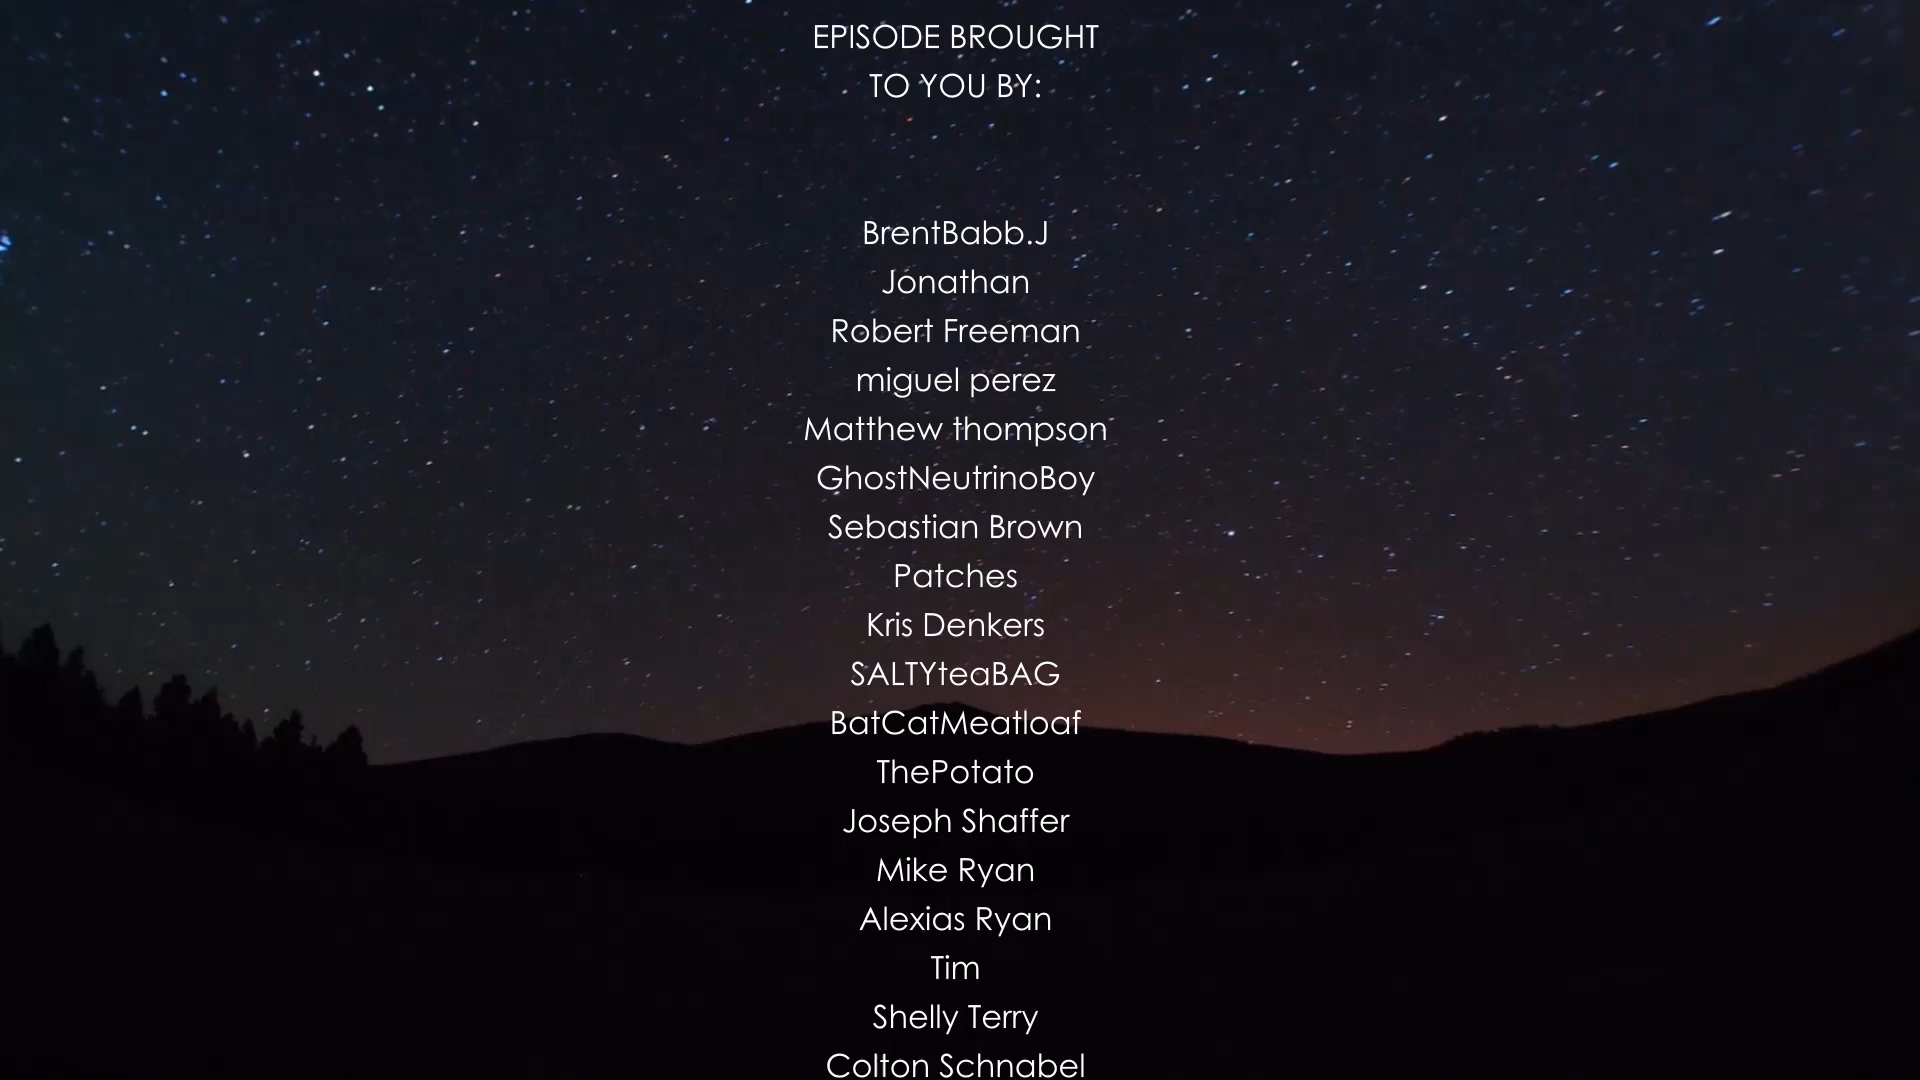 EPISODE BROUGHT
TO YOU BY:
BrentBabb.J
Jonathan
Robert Freeman
miguel perez
Matthew thompson
GhostNeutrinoBoy
Sebastian Brown
Patches
Kris Denkers
SALTYteaBAG
BatCatMeatloaf
ThePotato
Joseph Shaffer
Mike Ryan
Alexias Ryan
Tim
Shelly Terry
Colton Schnabel